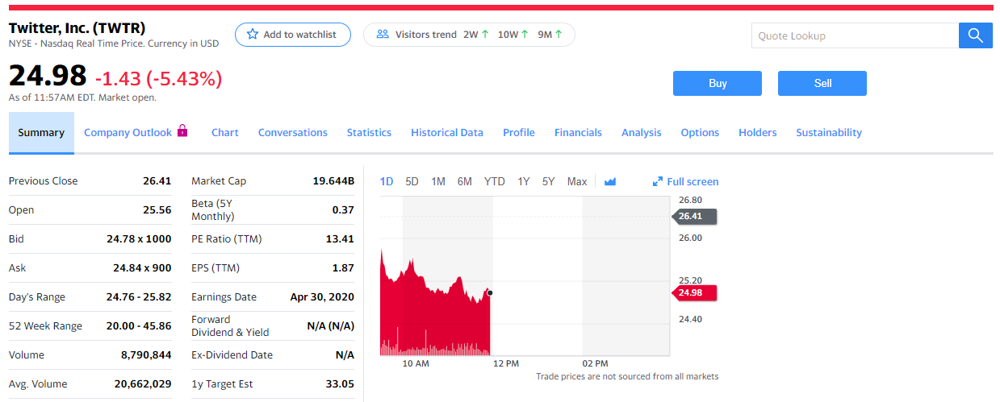 Twitter, Inc. (TWTR)
NYSE - Nasdaq Real Time Price. Currency in USD
Add to watchlist
Visitors trend 2W ↑ 10W ↑ 9M ↑
Quote Lookup
24.98 -1.43 (-5.43%)
As of 11:57AM EDT. Market open.
Buy
Sell
Summary Company Outlook Chart Conversations Statistics Historical Data Profile Financials Analysis Options Holders Sustainability
Previous Close 26.41
Open 25.56
Bid 24.78 x 1000
Ask 24.84 x 900
Day's Range 24.76 - 25.82
52 Week Range 20.00 - 45.86
Volume 8,790,844
Avg. Volume 20,662,029
Market Cap 19.644B
Beta (5Y
Monthly) 0.37
PE Ratio (TTM) 13.41
EPS (TTM) 1.87
Earnings Date Apr 30, 2020
Forward
Dividend & Yield N/A (N/A)
Ex-Dividend Date N/A
1y Target Est 33.05
1D 5D 1M 6M YTD 1Y 5Y Max
Full screen
26.80
26.41
26.00
25.20
24.98
24.40
10 AM 12 PM 02 PM
Trade prices are not sourced from all markets